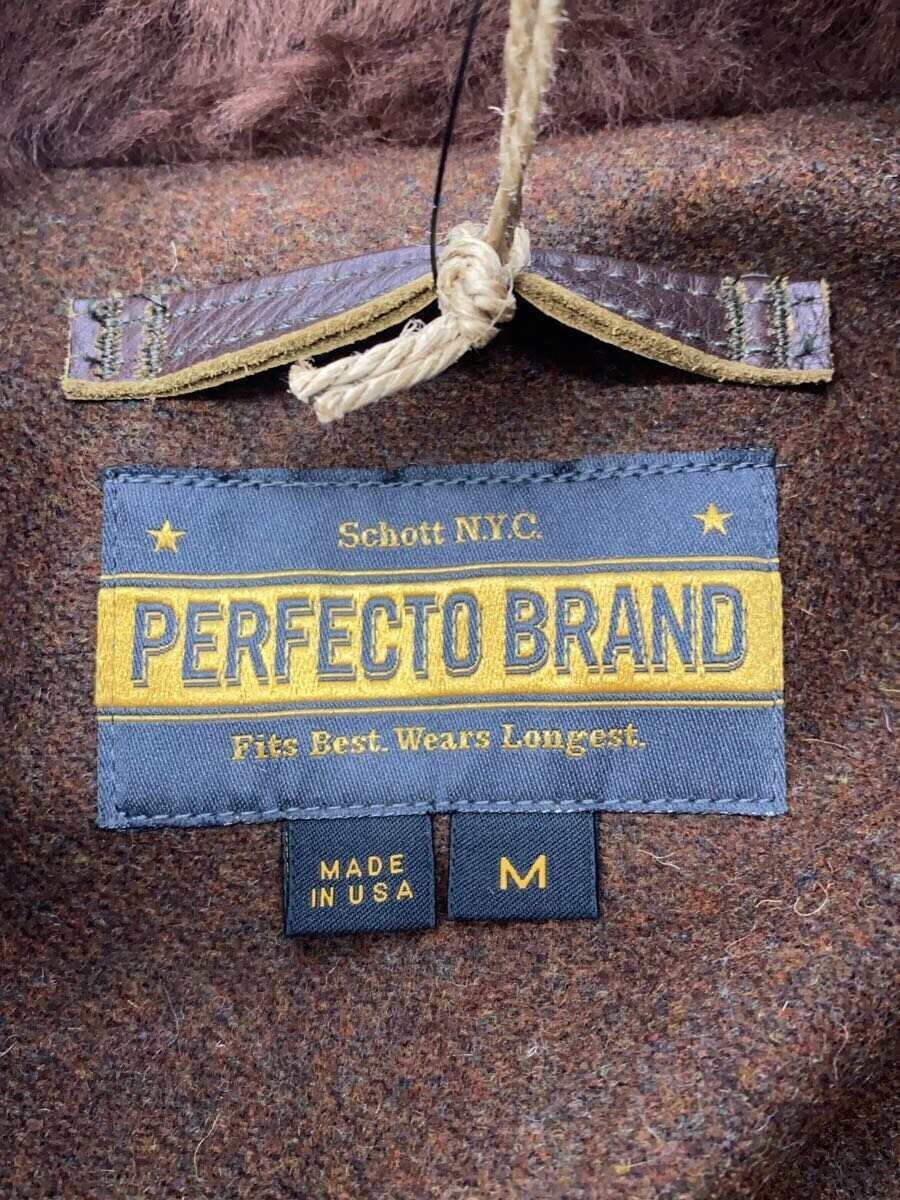 Schott N.Y.C.
PERFECTO BRAND
Fits Best. Wears Longest.
MADE
IN USA
M